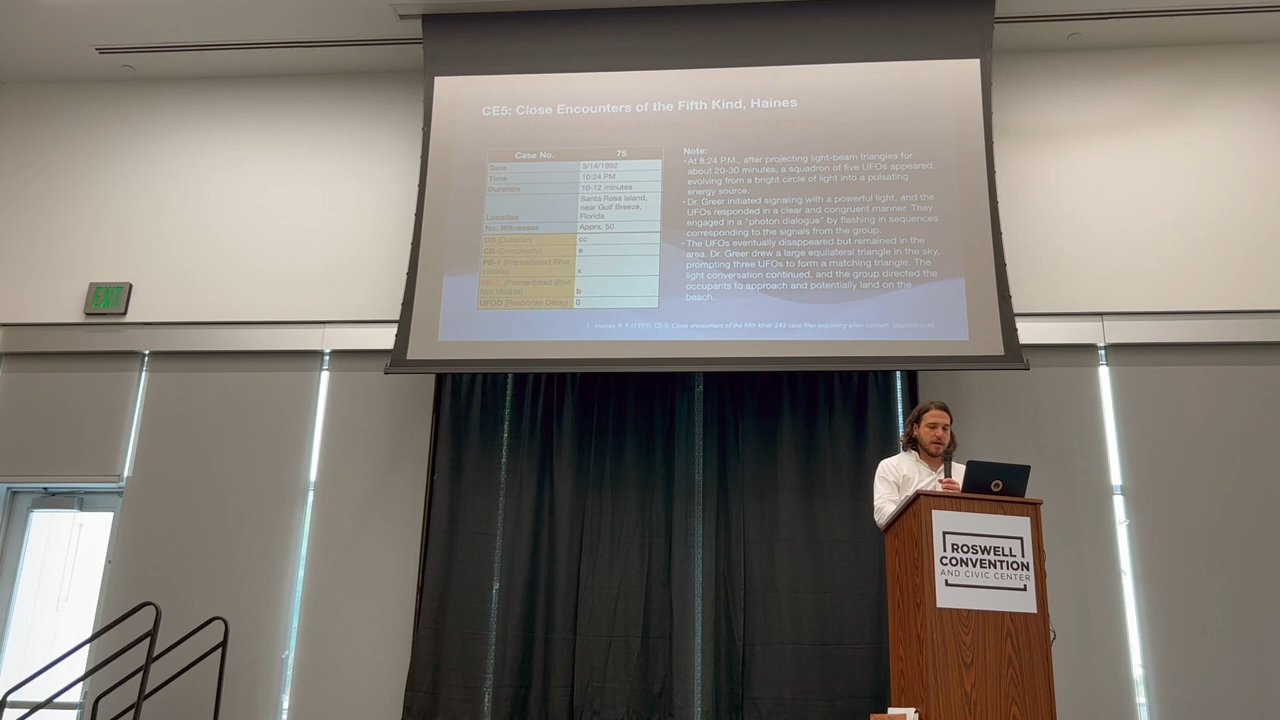 CE5: Close Encounters of the Fifth Kind, Haines
Case No. 75
Date 3/14/1992
Time 10:24 PM
Duration 10-12 minutes
Location Santa Rosa Island,
near Gulf Breeze,
Florida
No. Witnesses Apprx. 50
DS (Duration) cc
CB (Complexity) e
PB-1 (Premediated Bhvr
Visible) x
PB-2 (Premediated Bhvr
Not Visible) b
UFOD (Response Delay) 0
Note:
• At 8:24 P.M., after projecting light-beam triangles for
about 20-30 minutes, a squadron of five UFOs appeared,
evolving from a bright circle of light into a pulsating
energy source.
• Dr. Greer initiated signaling with a powerful light, and the
UFOs responded in a clear and congruent manner. They
engaged in a "photon dialogue" by flashing in sequences
corresponding to the signals from the group.
• The UFOs eventually disappeared but remained in the
area. Dr. Greer drew a large equilateral triangle in the sky,
prompting three UFOs to form a matching triangle. The
light conversation continued, and the group directed the
occupants to approach and potentially land on the
beach.
1. Haines, R. F. CE-5: Close encounters of the fifth kind: 242 case files exposing alien contact.
EXIT
ROSWELL
CONVENTION
AND CIVIC CENTER